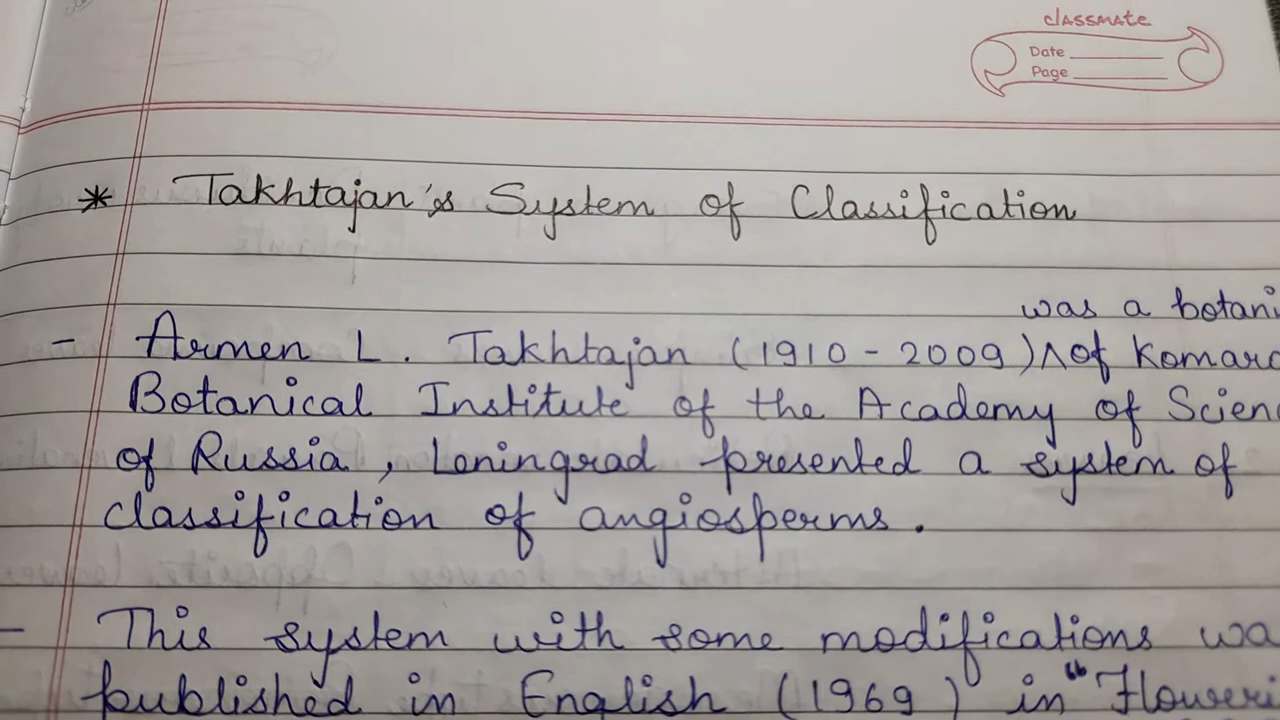 classmate
Date
Page
* Takhtajan's System of Classification
was a botani
- Armen L. Takhtajan (1910 - 2009) ∧ of Komaro
Botanical Institute of the Academy of Scienc
of Russia, Leningrad presented a system of
classification of angiosperms.
- This system with some modifications wa
published in English (1969) in "Floweri